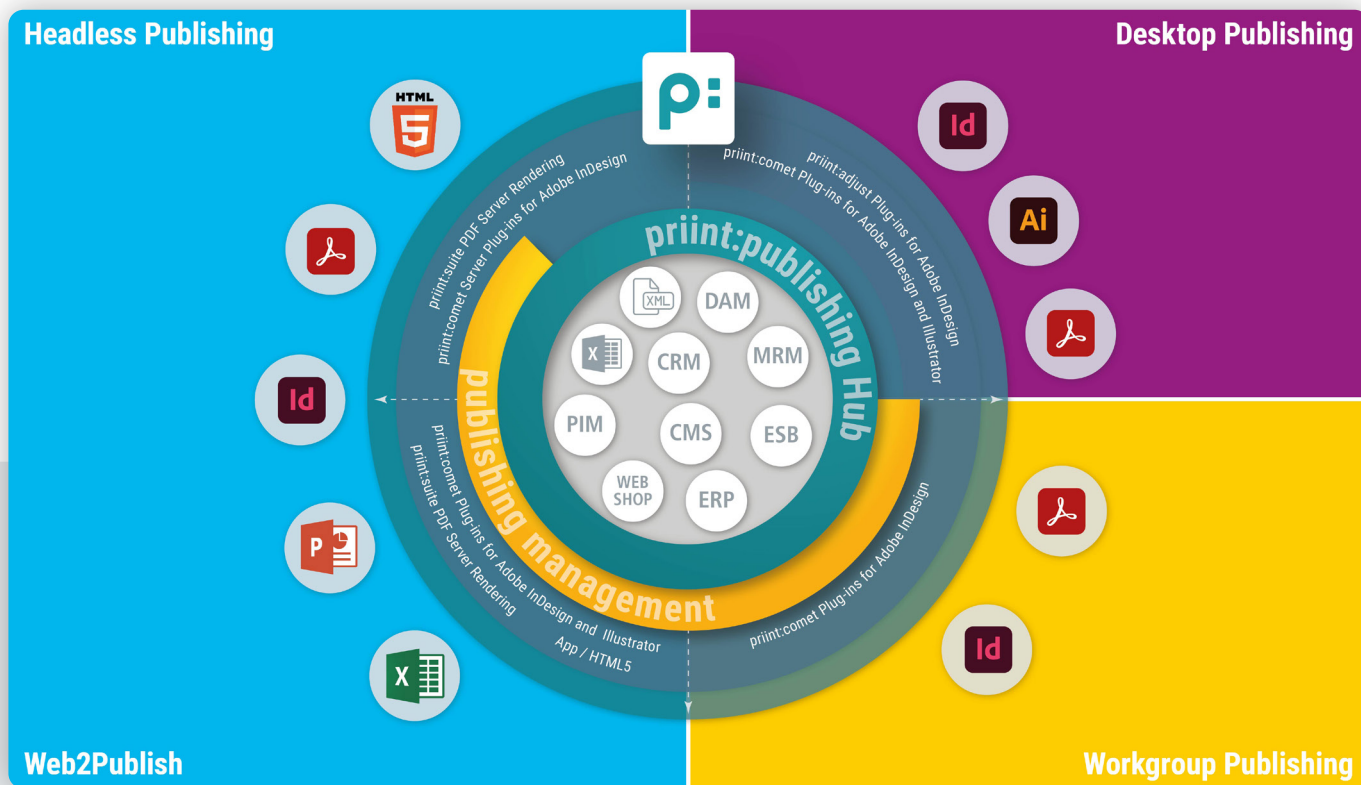 Headless Publishing
Desktop Publishing
p:
HTML
5
Id
Ai
Id
P
X
Id
priint:suite PDF Server Rendering
priint:comet Server Plug-ins for Adobe InDesign
priint:adjust Plug-ins for Adobe InDesign
priint:comet Plug-ins for Adobe InDesign and Illustrator
priint:publishing Hub
XML
DAM
X
CRM
MRM
PIM
CMS
ESB
WEB
SHOP
ERP
publishing management
priint:comet Plug-ins for Adobe InDesign and Illustrator
priint:suite PDF Server Rendering
App / HTML5
priint:comet Plug-ins for Adobe InDesign
Web2Publish
Workgroup Publishing